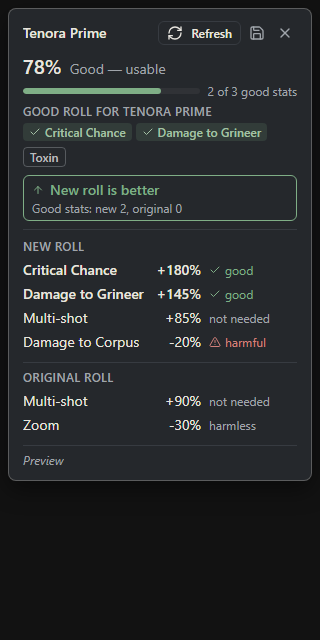 Tenora Prime Refresh
78% Good — usable
2 of 3 good stats
GOOD ROLL FOR TENORA PRIME
Critical Chance Damage to Grineer
Toxin
New roll is better
Good stats: new 2, original 0
NEW ROLL
Critical Chance +180% good
Damage to Grineer +145% good
Multi-shot +85% not needed
Damage to Corpus -20% harmful
ORIGINAL ROLL
Multi-shot +90% not needed
Zoom -30% harmless
Preview